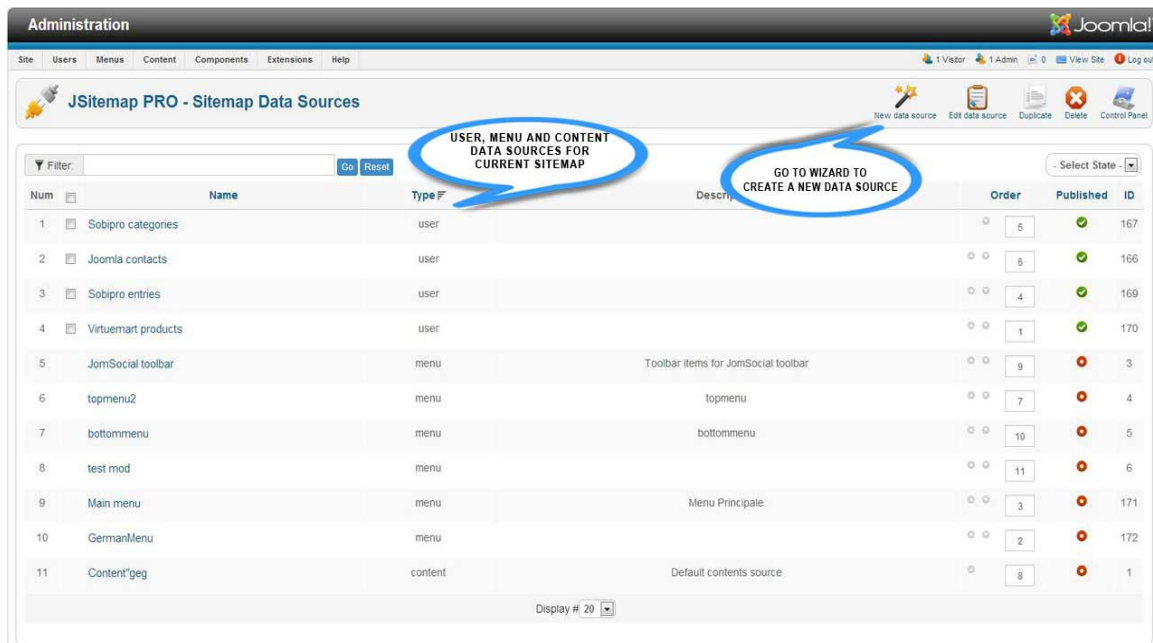 Administration
Joomla!
Site Users Menus Content Components Extensions Help
1 Visitor 1 Admin 0 View Site Log out
JSitemap PRO - Sitemap Data Sources
New data source Edit data source Duplicate Delete Control Panel
USER, MENU AND CONTENT
DATA SOURCES FOR
CURRENT SITEMAP
GO TO WIZARD TO
CREATE A NEW DATA SOURCE
Filter: Go Reset
- Select State -
Num Name Type Descrip Order Published ID
1 Sobipro categories user 5 167
2 Joomla contacts user 6 166
3 Sobipro entries user 4 169
4 Virtuemart products user 1 170
5 JomSocial toolbar menu Toolbar items for JomSocial toolbar 9 3
6 topmenu2 menu topmenu 7 4
7 bottommenu menu bottommenu 10 5
8 test mod menu 11 6
9 Main menu menu Menu Principale 3 171
10 GermanMenu menu 2 172
11 Content"geg content Default contents source 8 1
Display # 20